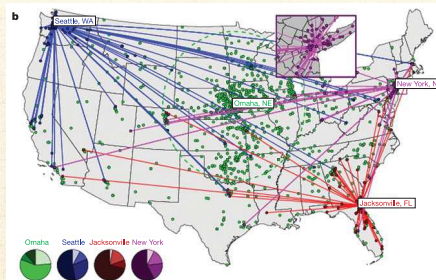 b
Seattle, WA
New York, N
Omaha, NE
Jacksonville, FL
Omaha Seattle Jacksonville New York